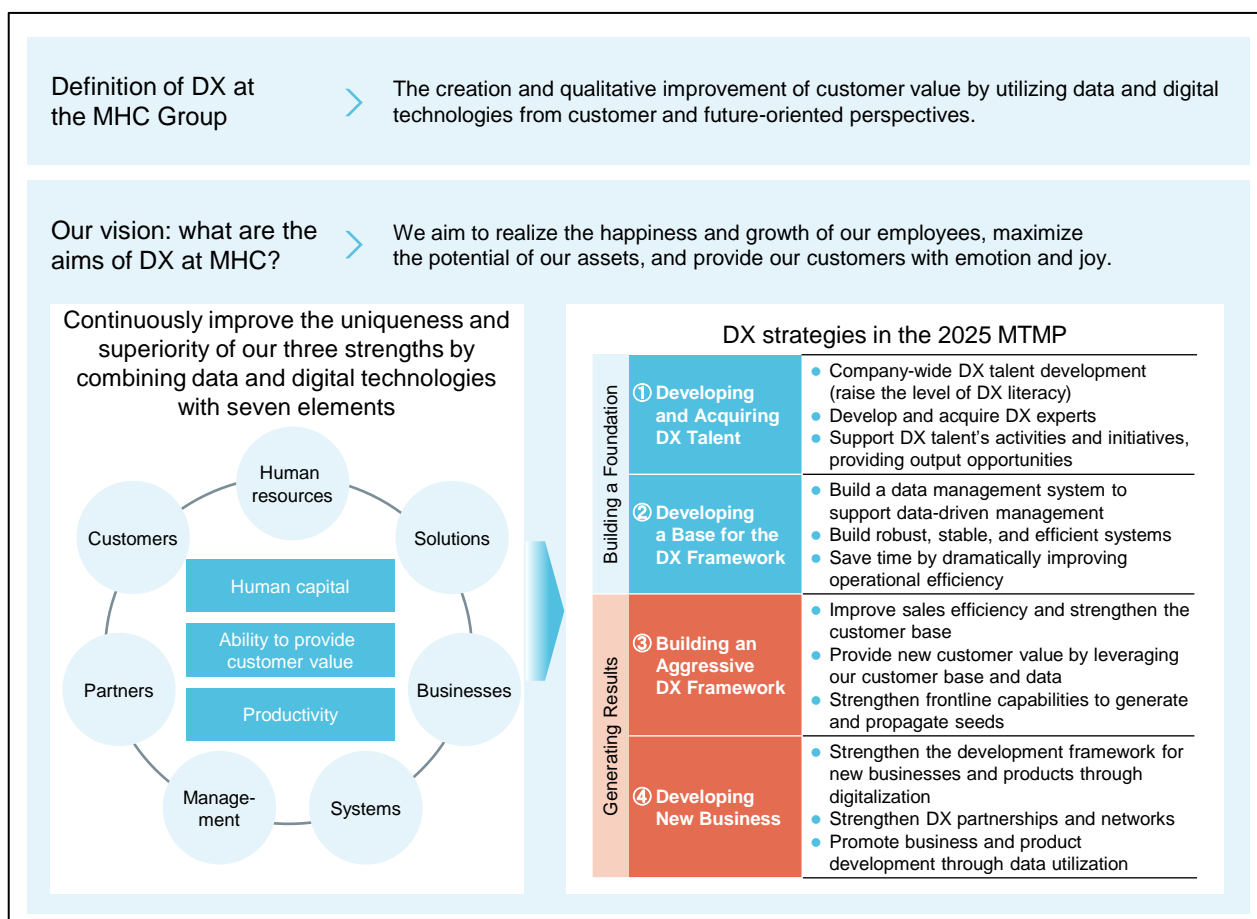 Definition of DX at
the MHC Group
The creation and qualitative improvement of customer value by utilizing data and digital
technologies from customer and future-oriented perspectives.
Our vision: what are the
aims of DX at MHC?
We aim to realize the happiness and growth of our employees, maximize
the potential of our assets, and provide our customers with emotion and joy.
Continuously improve the uniqueness and
superiority of our three strengths by
combining data and digital technologies
with seven elements
Human
resources
Customers
Solutions
Human capital
Ability to provide
customer value
Productivity
Partners
Businesses
Manage-
ment
Systems
DX strategies in the 2025 MTMP
Building a Foundation
① Developing
and Acquiring
DX Talent
● Company-wide DX talent development
(raise the level of DX literacy)
● Develop and acquire DX experts
● Support DX talent's activities and initiatives,
providing output opportunities
② Developing
a Base for the
DX Framework
● Build a data management system to
support data-driven management
● Build robust, stable, and efficient systems
● Save time by dramatically improving
operational efficiency
Generating Results
③ Building an
Aggressive
DX Framework
● Improve sales efficiency and strengthen the
customer base
● Provide new customer value by leveraging
our customer base and data
● Strengthen frontline capabilities to generate
and propagate seeds
④ Developing
New Business
● Strengthen the development framework for
new businesses and products through
digitalization
● Strengthen DX partnerships and networks
● Promote business and product
development through data utilization